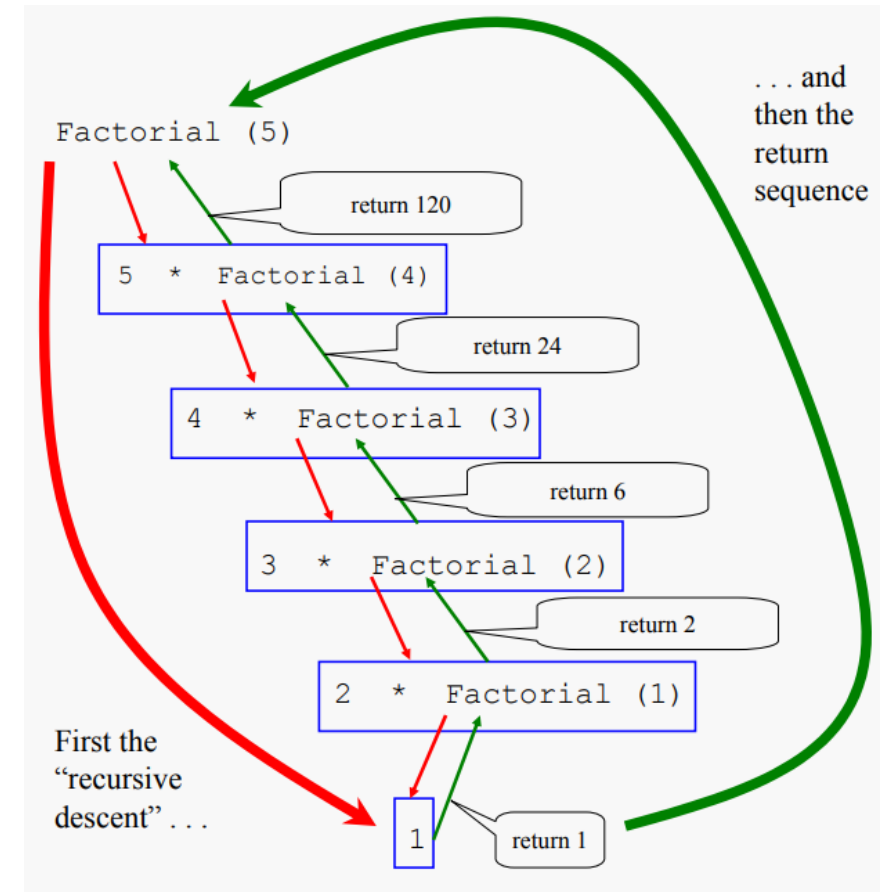 . . . and
then the
return
sequence
Factorial (5)
return 120
5 * Factorial (4)
return 24
4 * Factorial (3)
return 6
3 * Factorial (2)
return 2
2 * Factorial (1)
First the
“recursive
descent” . . .
1
return 1